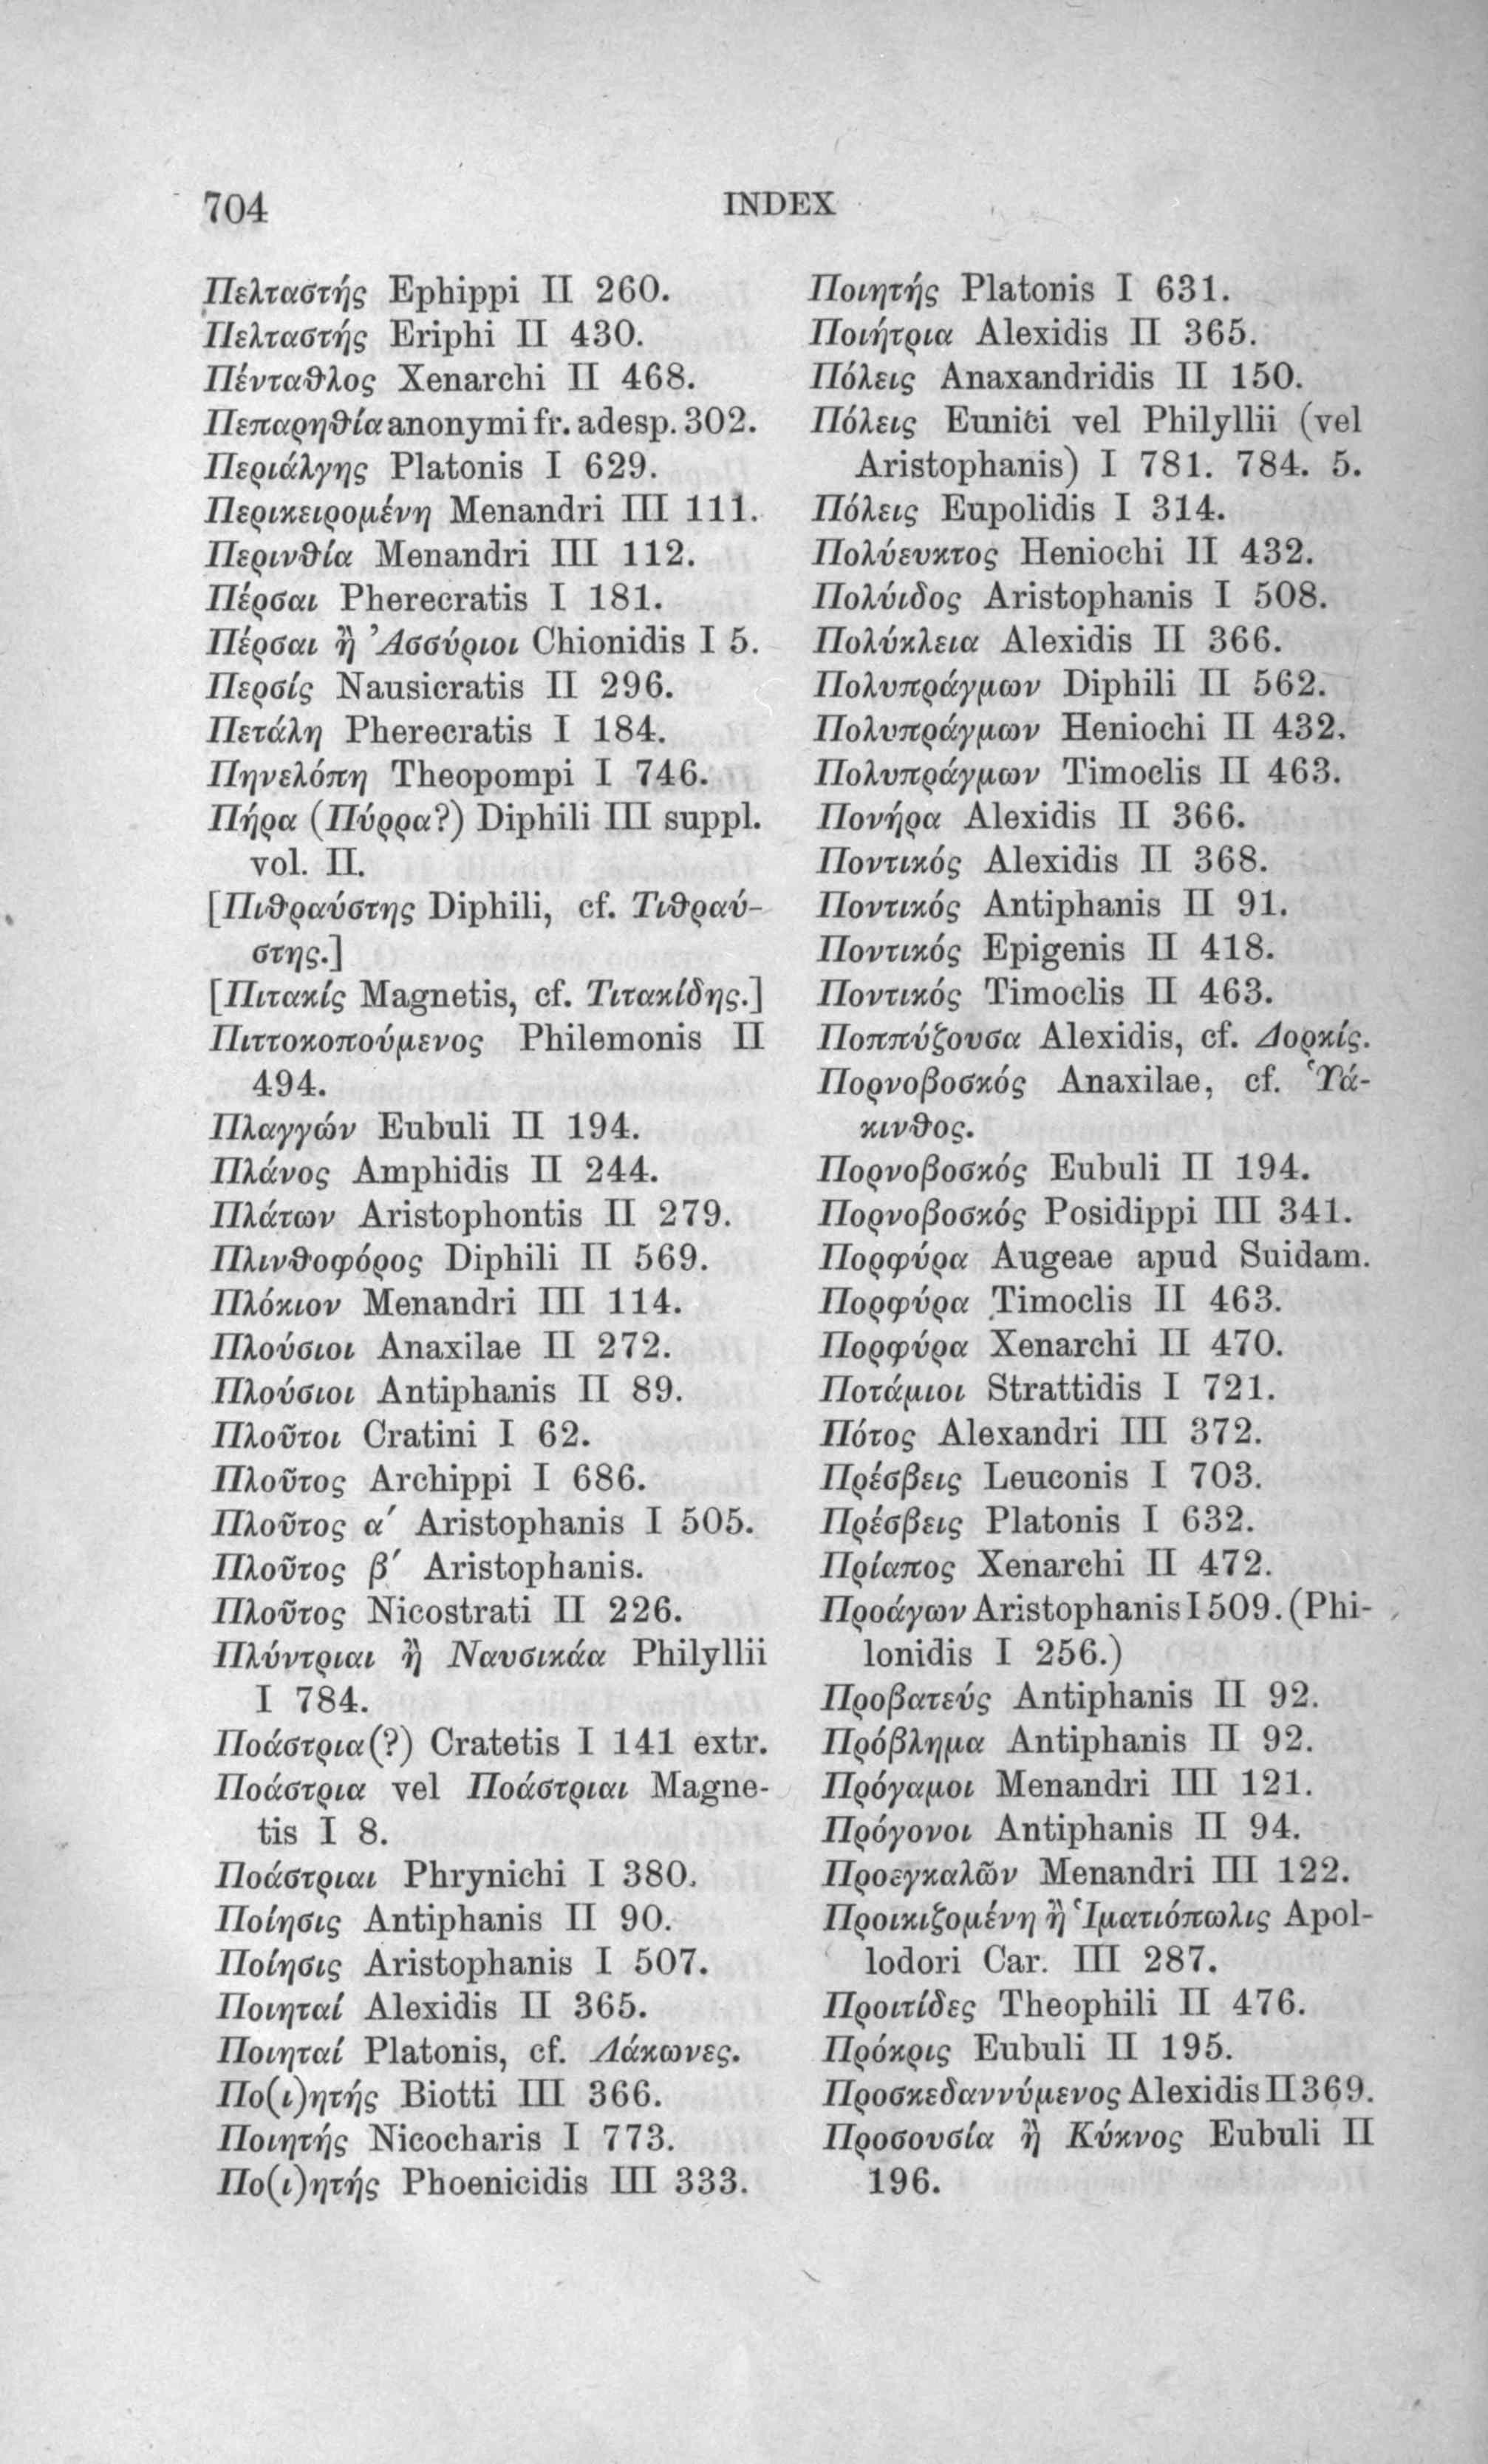 704
INDEX
Πελταστής Ephippi II 260.
Πελταστής Eriphi II 430.
Πένταθλος Xenarchi II 468.
Πεπαρηθία anonymi fr. adesp. 302.
Περιάλγης Platonis I 629.
Περικειρομένη Menandri III 111.
Περινθία Menandri III 112.
Πέρσαι Pherecratis I 181.
Πέρσαι ἢ Ἀσσύριοι Chionidis I 5.
Περσίς Nausicratis II 296.
Πετάλη Pherecratis I 184.
Πηνελόπη Theopompi I 746.
Πήρα (Πύρρα?) Diphili III suppl.
vol. II.
[Πιθραύστης Diphili, cf. Τιθραύ-
στης.]
[Πιτακίς Magnetis, cf. Τιτακίδης.]
Πιττοκοπούμενος Philemonis II
494.
Πλαγγών Eubuli II 194.
Πλάνος Amphidis II 244.
Πλάτων Aristophontis II 279.
Πλινθοφόρος Diphili II 569.
Πλόκιον Menandri III 114.
Πλούσιοι Anaxilae II 272.
Πλούσιοι Antiphanis II 89.
Πλοῦτοι Cratini I 62.
Πλοῦτος Archippi I 686.
Πλοῦτος α′ Aristophanis I 505.
Πλοῦτος β′ Aristophanis.
Πλοῦτος Nicostrati II 226.
Πλύντριαι ἢ Ναυσικάα Philyllii
I 784.
Ποάστρια(?) Cratetis I 141 extr.
Ποάστρια vel Ποάστριαι Magne-
tis I 8.
Ποάστριαι Phrynichi I 380.
Ποίησις Antiphanis II 90.
Ποίησις Aristophanis I 507.
Ποιηταί Alexidis II 365.
Ποιηταί Platonis, cf. Λάκωνες.
Πο(ι)ητής Biotti III 366.
Ποιητής Nicocharis I 773.
Πο(ι)ητής Phoenicidis III 333.
Ποιητής Platonis I 631.
Ποιήτρια Alexidis II 365.
Πόλεις Anaxandridis II 150.
Πόλεις Eunici vel Philyllii (vel
Aristophanis) I 781. 784. 5.
Πόλεις Eupolidis I 314.
Πολύευκτος Heniochi II 432.
Πολύιδος Aristophanis I 508.
Πολύκλεια Alexidis II 366.
Πολυπράγμων Diphili II 562.
Πολυπράγμων Heniochi II 432.
Πολυπράγμων Timoclis II 463.
Πονήρα Alexidis II 366.
Ποντικός Alexidis II 368.
Ποντικός Antiphanis II 91.
Ποντικός Epigenis II 418.
Ποντικός Timoclis II 463.
Ποππύζουσα Alexidis, cf. Δορκίς.
Πορνοβοσκός Anaxilae, cf. Ὑά-
κινθος.
Πορνοβοσκός Eubuli II 194.
Πορνοβοσκός Posidippi III 341.
Πορφύρα Augeae apud Suidam.
Πορφύρα Timoclis II 463.
Πορφύρα Xenarchi II 470.
Ποτάμιοι Strattidis I 721.
Πότος Alexandri III 372.
Πρέσβεις Leuconis I 703.
Πρέσβεις Platonis I 632.
Πρίαπος Xenarchi II 472.
Προάγων Aristophanis I 509. (Phi-
lonidis I 256.)
Προβατεύς Antiphanis II 92.
Πρόβλημα Antiphanis II 92.
Πρόγαμοι Menandri III 121.
Πρόγονοι Antiphanis II 94.
Προεγκαλῶν Menandri III 122.
Προικιζομένη ἢ Ἱματιόπωλις Apol-
lodori Car. III 287.
Προιτίδες Theophili II 476.
Πρόκρις Eubuli II 195.
Προσκεδαννύμενος Alexidis II 369.
Προσουσία ἢ Κύκνος Eubuli II
196.